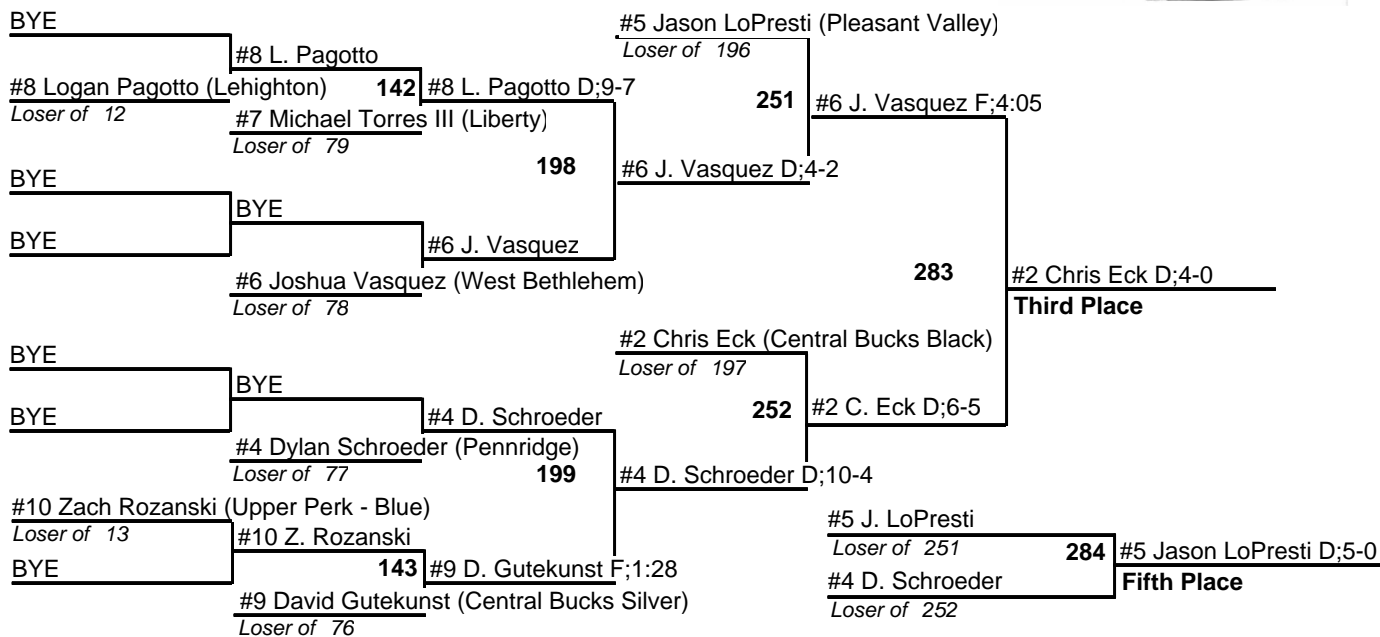 BYE
#5 Jason LoPresti (Pleasant Valley)
Loser of 196
#8 L. Pagotto
#8 Logan Pagotto (Lehighton)
Loser of 12
142
#8 L. Pagotto D;9-7
251
#6 J. Vasquez F;4:05
#7 Michael Torres III (Liberty)
Loser of 79
198
#6 J. Vasquez D;4-2
BYE
BYE
BYE
#6 J. Vasquez
#6 Joshua Vasquez (West Bethlehem)
Loser of 78
283
#2 Chris Eck D;4-0
Third Place
#2 Chris Eck (Central Bucks Black)
Loser of 197
BYE
BYE
BYE
#4 D. Schroeder
252
#2 C. Eck D;6-5
#4 Dylan Schroeder (Pennridge)
Loser of 77
199
#4 D. Schroeder D;10-4
#10 Zach Rozanski (Upper Perk - Blue)
Loser of 13
#10 Z. Rozanski
BYE
143
#9 D. Gutekunst F;1:28
#9 David Gutekunst (Central Bucks Silver)
Loser of 76
#5 J. LoPresti
Loser of 251
284
#5 Jason LoPresti D;5-0
Fifth Place
#4 D. Schroeder
Loser of 252